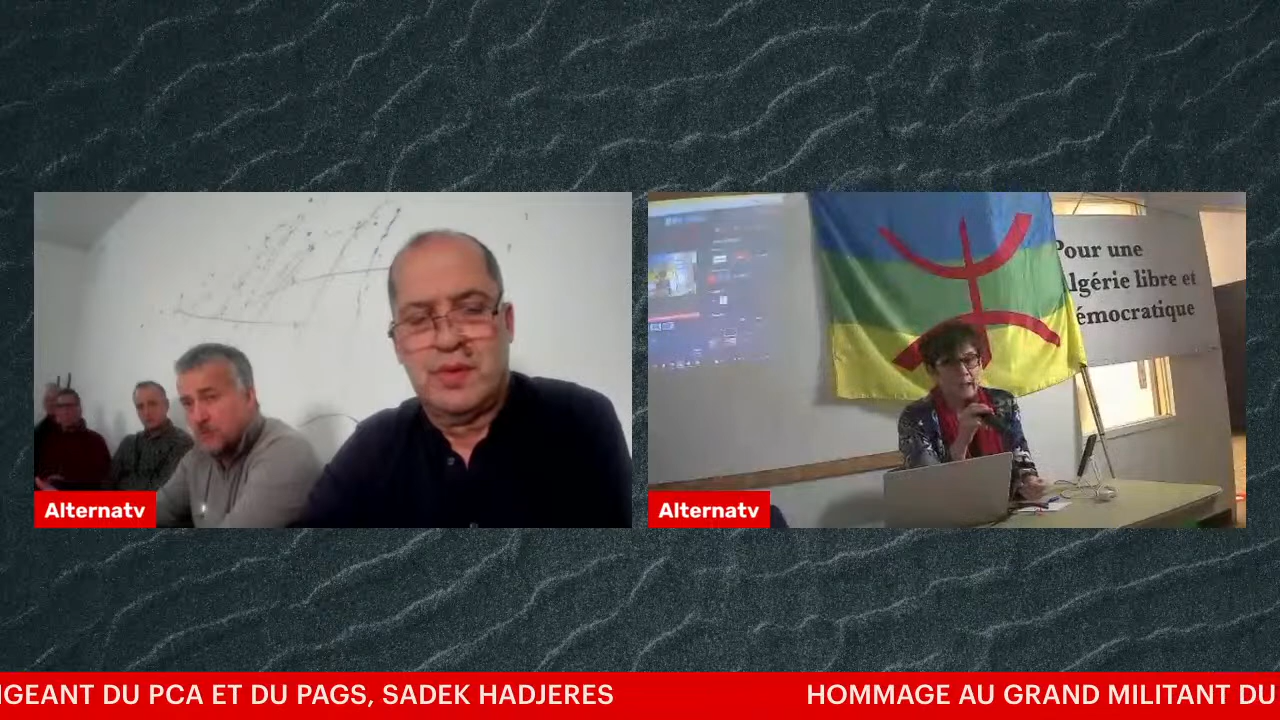 Pour une
lgérie libre et
émocratique
Alternatv
Alternatv
IGEANT DU PCA ET DU PAGS, SADEK HADJERES
HOMMAGE AU GRAND MILITANT DU